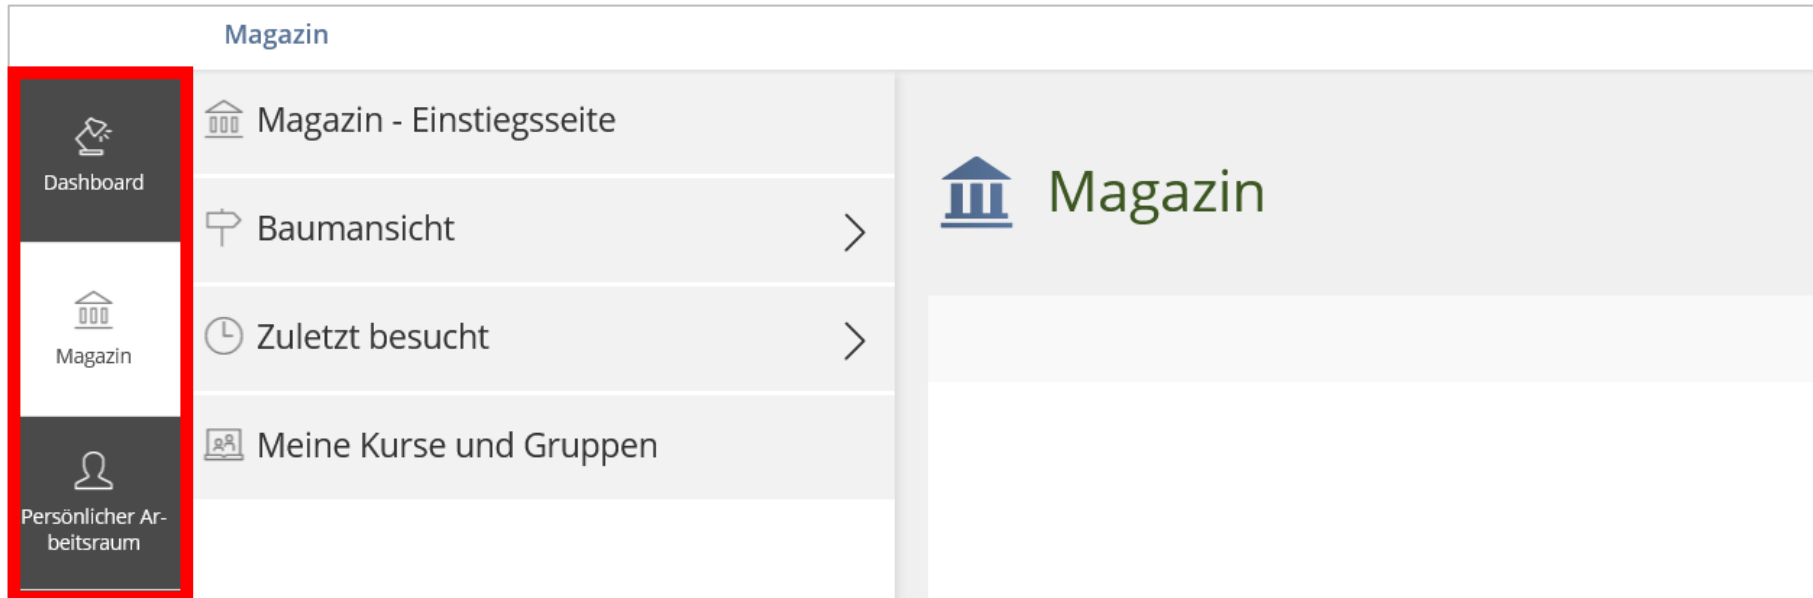 Magazin
Dashboard
Magazin
Persönlicher Ar-
beitsraum
Magazin - Einstiegsseite
Baumansicht
Zuletzt besucht
Meine Kurse und Gruppen
Magazin